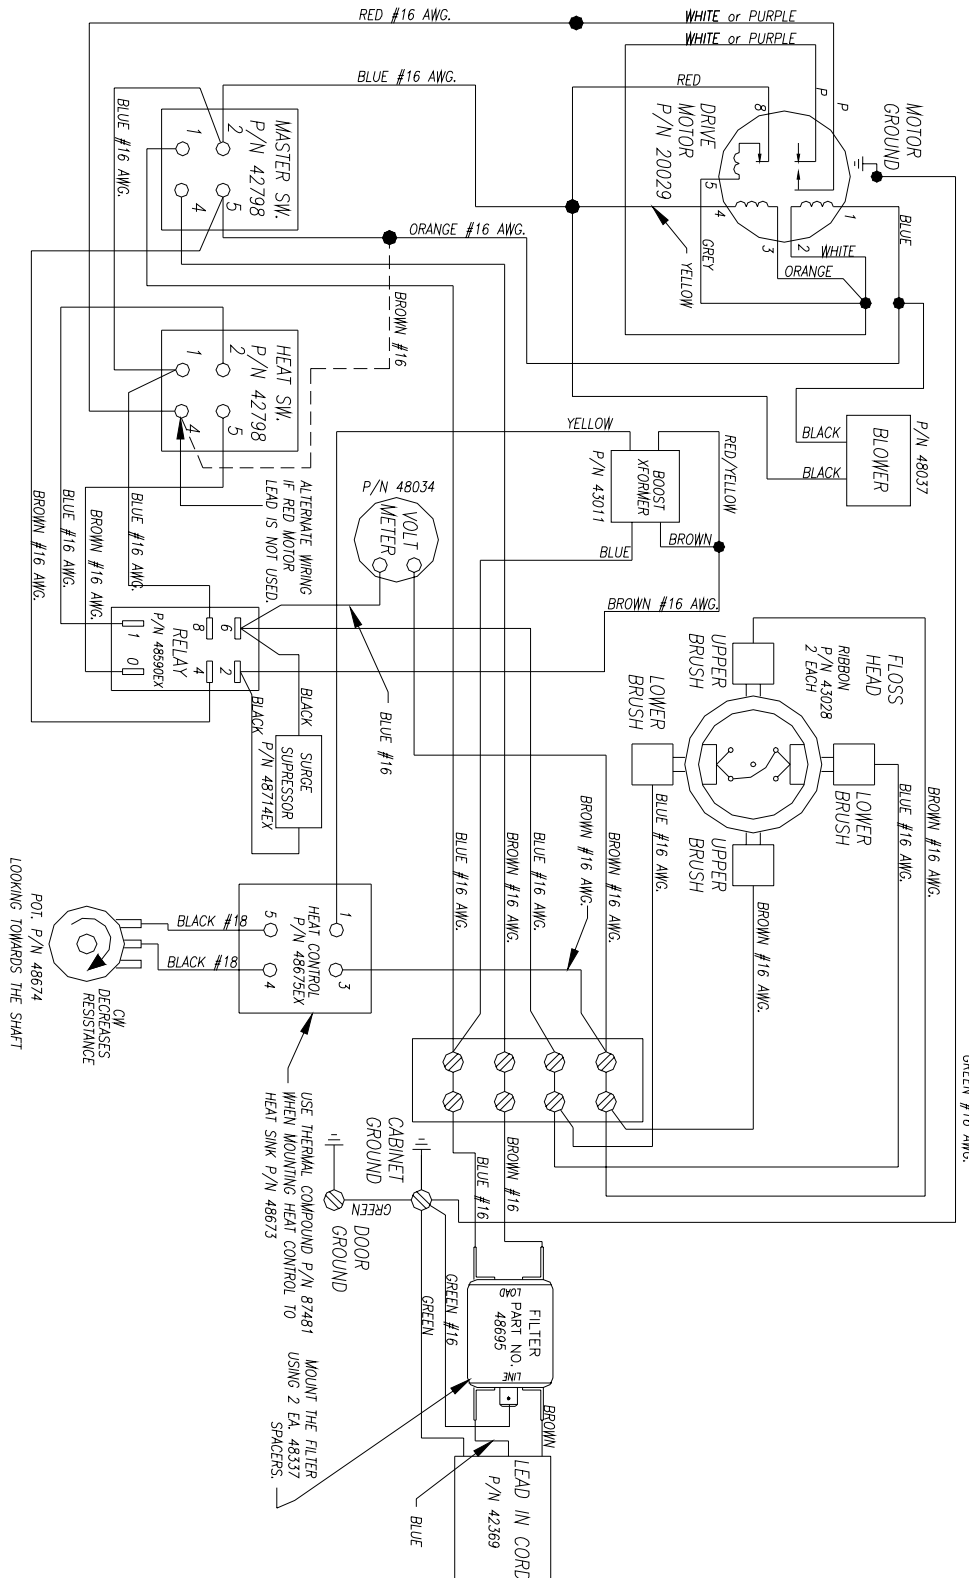 RED #16 AWG.
WHITE or PURPLE
WHITE or PURPLE
BLUE #16 AWG.
RED
P
P
8
DRIVE
MOTOR
P/N 20029
MOTOR
GROUND
5
4
3
2
1
BLUE
WHITE
ORANGE
GREY
YELLOW
BLUE #16 AWG.
MASTER SW.
P/N 42798
2
1
5
4
ORANGE #16 AWG.
BROWN #16
HEAT SW.
P/N 42798
2
1
5
4
BLACK
BLACK
BLOWER
P/N 48037
YELLOW
RED/YELLOW
BOOST
XFORMER
P/N 43011
BLUE
BROWN
BROWN #16 AWG.
P/N 48034
VOLT
METER
ALTERNATE WIRING
IF RED MOTOR
LEAD IS NOT USED.
BROWN #16 AWG.
BLUE #16 AWG.
BROWN #16 AWG.
BLUE #16 AWG.
RELAY
P/N 48590EX
8
6
1
4
2
0
BLACK
BLACK
SURGE
SUPRESSOR
P/N 48714EX
BLUE #16
FLOSS
HEAD
RIBBON
P/N 43028
2 EACH
UPPER
BRUSH
LOWER
BRUSH
LOWER
BRUSH
UPPER
BRUSH
BLUE #16 AWG.
BROWN #16 AWG.
BLUE #16 AWG.
BROWN #16 AWG.
BLUE #16 AWG.
BROWN #16 AWG.
BLUE #16 AWG.
BROWN #16 AWG.
BROWN #16 AWG.
GREEN #16 AWG.
HEAT CONTROL
P/N 48675EX
5
1
4
3
BLACK #18
BLACK #18
CW
DECREASES
RESISTANCE
POT. P/N 48674
LOOKING TOWARDS THE SHAFT
USE THERMAL COMPOUND P/N 87481
WHEN MOUNTING HEAT CONTROL TO
HEAT SINK P/N 48673
CABINET
GROUND
DOOR
GROUND
GREEN
BLUE #16
BROWN #16
GREEN #16
GREEN
LOAD
FILTER
PART NO.
48695
LINE
MOUNT THE FILTER
USING 2 EA. 48337
SPACERS.
BROWN
BLUE
LEAD IN CORD
P/N 42369